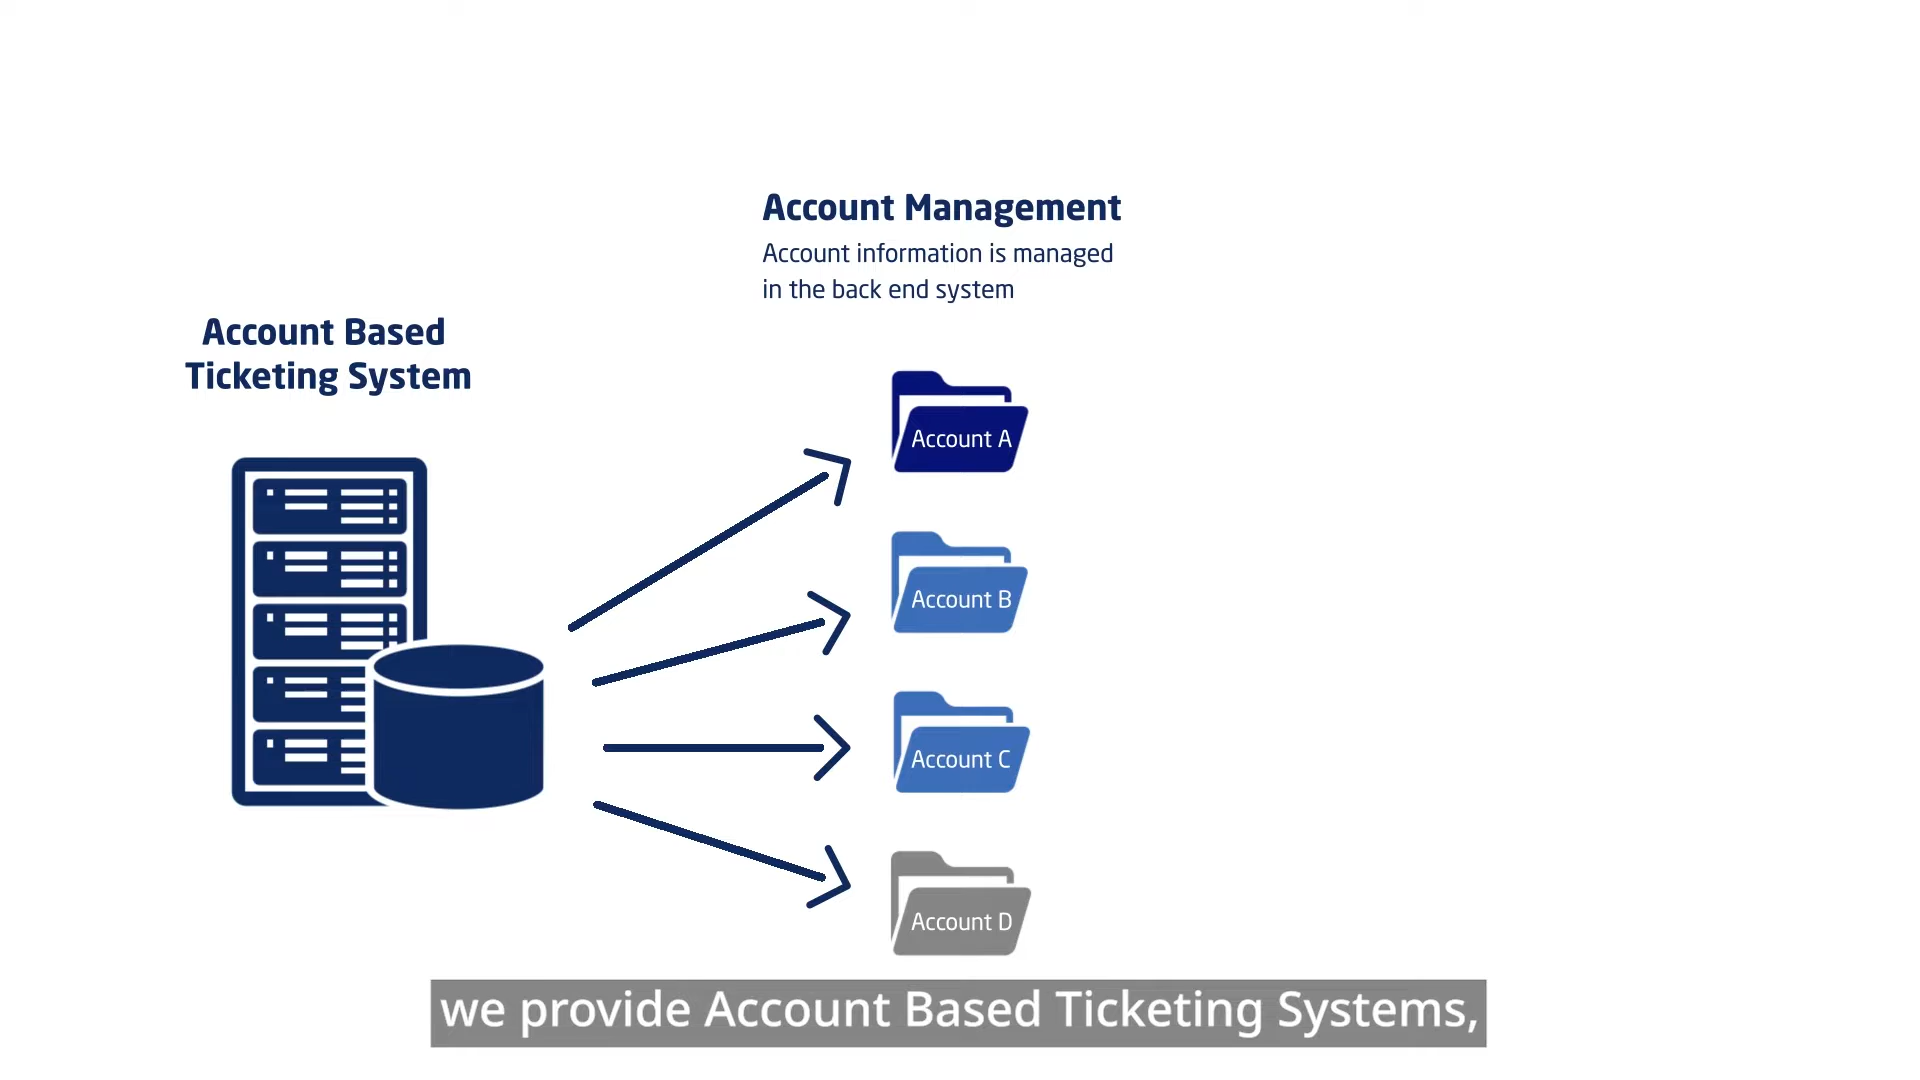 Account Management
Account information is managed
in the back end system
Account Based
Ticketing System
Account A
Account B
Account C
Account D
we provide Account Based Ticketing Systems,